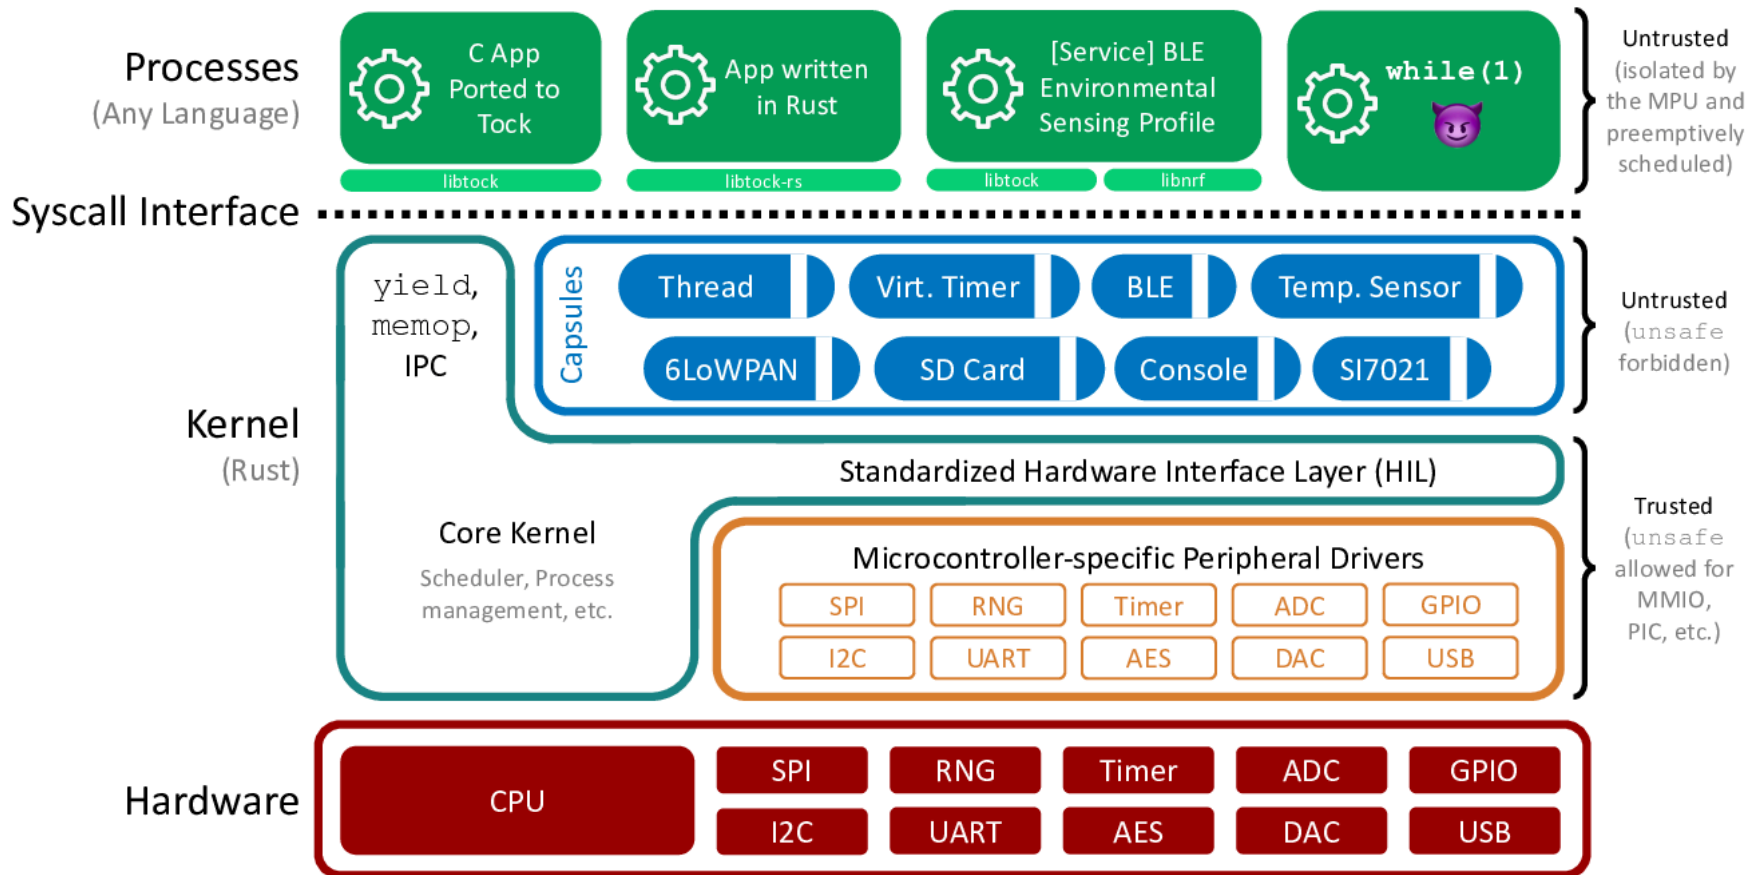 Processes
(Any Language)
C App
Ported to
Tock
libtock
App written
in Rust
libtock-rs
[Service] BLE
Environmental
Sensing Profile
libtock
libnrf
while(1)
Untrusted
(isolated by
the MPU and
preemptively
scheduled)
Syscall Interface
Kernel
(Rust)
yield,
memop,
IPC
Capsules
Thread
Virt. Timer
BLE
Temp. Sensor
6LoWPAN
SD Card
Console
SI7021
Untrusted
(unsafe
forbidden)
Standardized Hardware Interface Layer (HIL)
Core Kernel
Scheduler, Process
management, etc.
Microcontroller-specific Peripheral Drivers
SPI
RNG
Timer
ADC
GPIO
I2C
UART
AES
DAC
USB
Trusted
(unsafe
allowed for
MMIO,
PIC, etc.)
Hardware
CPU
SPI
RNG
Timer
ADC
GPIO
I2C
UART
AES
DAC
USB